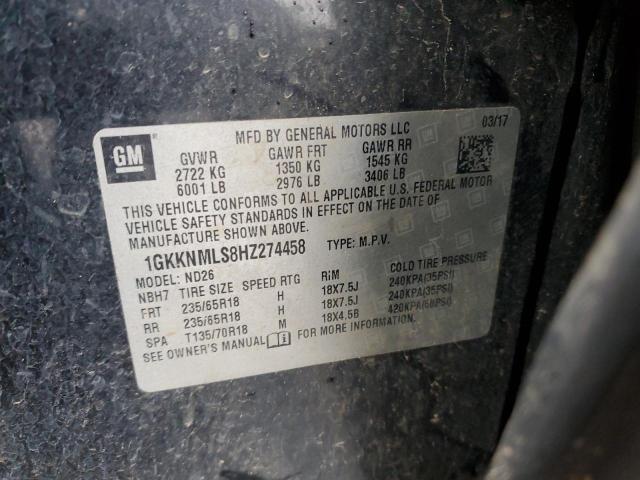 MFD BY GENERAL MOTORS LLC 03/17
GM GVWR GAWR FRT GAWR RR
2722 KG 1350 KG 1545 KG
6001 LB 2976 LB 3406 LB
THIS VEHICLE CONFORMS TO ALL APPLICABLE U.S. FEDERAL MOTOR
VEHICLE SAFETY STANDARDS IN EFFECT ON THE DATE OF
MANUFACTURE SHOWN ABOVE.
1GKKNMLS8HZ274458 TYPE: M.P.V.
MODEL: ND26
NBH7 TIRE SIZE SPEED RTG RIM COLD TIRE PRESSURE
FRT 235/65R18 H 18X7.5J 240KPA(35PSI)
RR 235/65R18 H 18X7.5J 240KPA(35PSI)
SPA T135/70R18 M 18X4.5B 420KPA(60PSI)
SEE OWNER'S MANUAL FOR MORE INFORMATION.